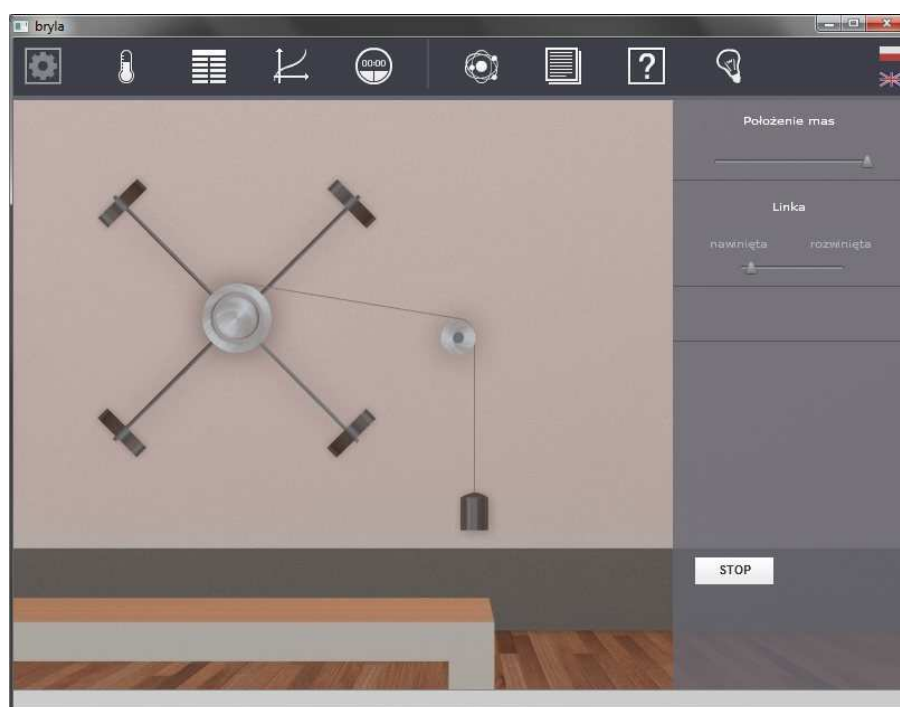 bryla
00:00
?
Położenie mas
Linka
nawinięta rozwinięta
STOP